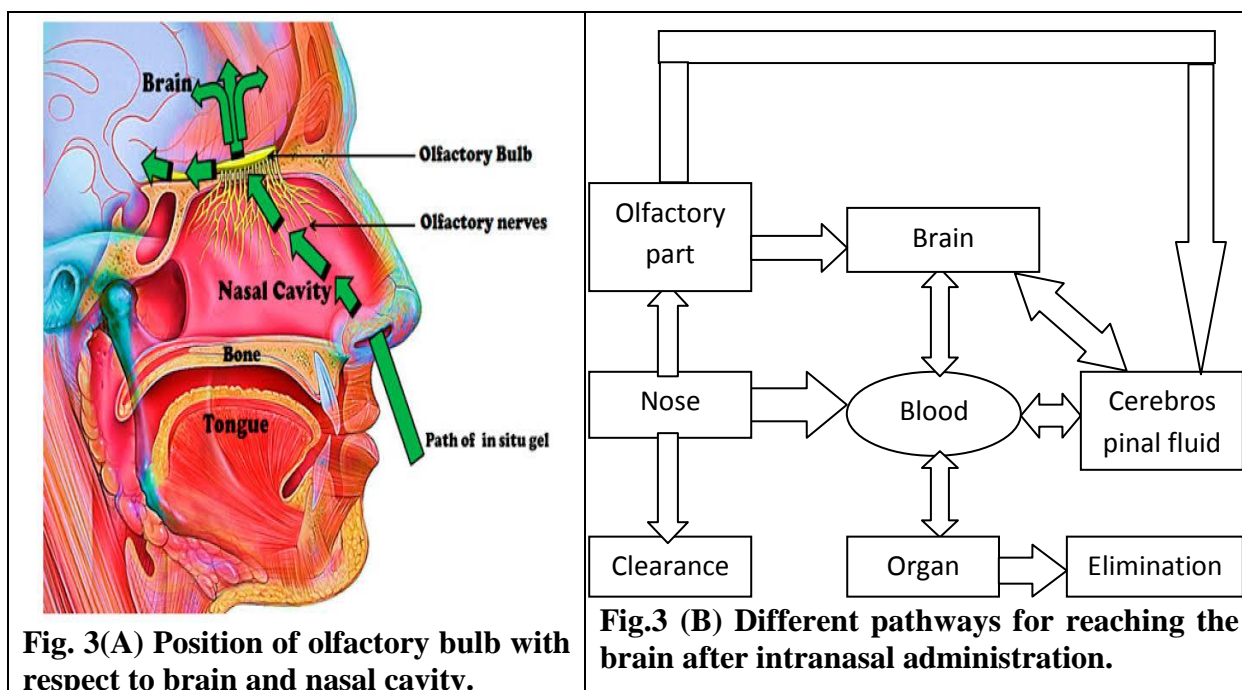 Brain
Olfactory Bulb
Olfactory nerves
Nasal Cavity
Bone
Tongue
Path of in situ gel
Fig. 3(A) Position of olfactory bulb with
respect to brain and nasal cavity.
Olfactory
part
Brain
Nose
Blood
Cerebros
pinal fluid
Clearance
Organ
Elimination
Fig.3 (B) Different pathways for reaching the
brain after intranasal administration.